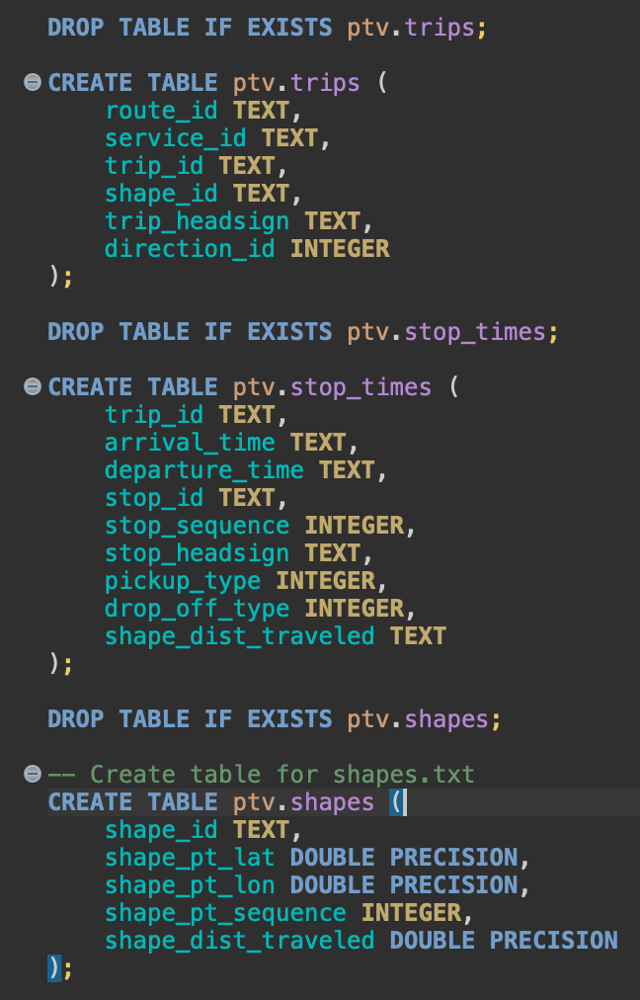 DROP TABLE IF EXISTS ptv.trips;
CREATE TABLE ptv.trips (
    route_id TEXT,
    service_id TEXT,
    trip_id TEXT,
    shape_id TEXT,
    trip_headsign TEXT,
    direction_id INTEGER
);
DROP TABLE IF EXISTS ptv.stop_times;
CREATE TABLE ptv.stop_times (
    trip_id TEXT,
    arrival_time TEXT,
    departure_time TEXT,
    stop_id TEXT,
    stop_sequence INTEGER,
    stop_headsign TEXT,
    pickup_type INTEGER,
    drop_off_type INTEGER,
    shape_dist_traveled TEXT
);
DROP TABLE IF EXISTS ptv.shapes;
-- Create table for shapes.txt
CREATE TABLE ptv.shapes (
    shape_id TEXT,
    shape_pt_lat DOUBLE PRECISION,
    shape_pt_lon DOUBLE PRECISION,
    shape_pt_sequence INTEGER,
    shape_dist_traveled DOUBLE PRECISION
);